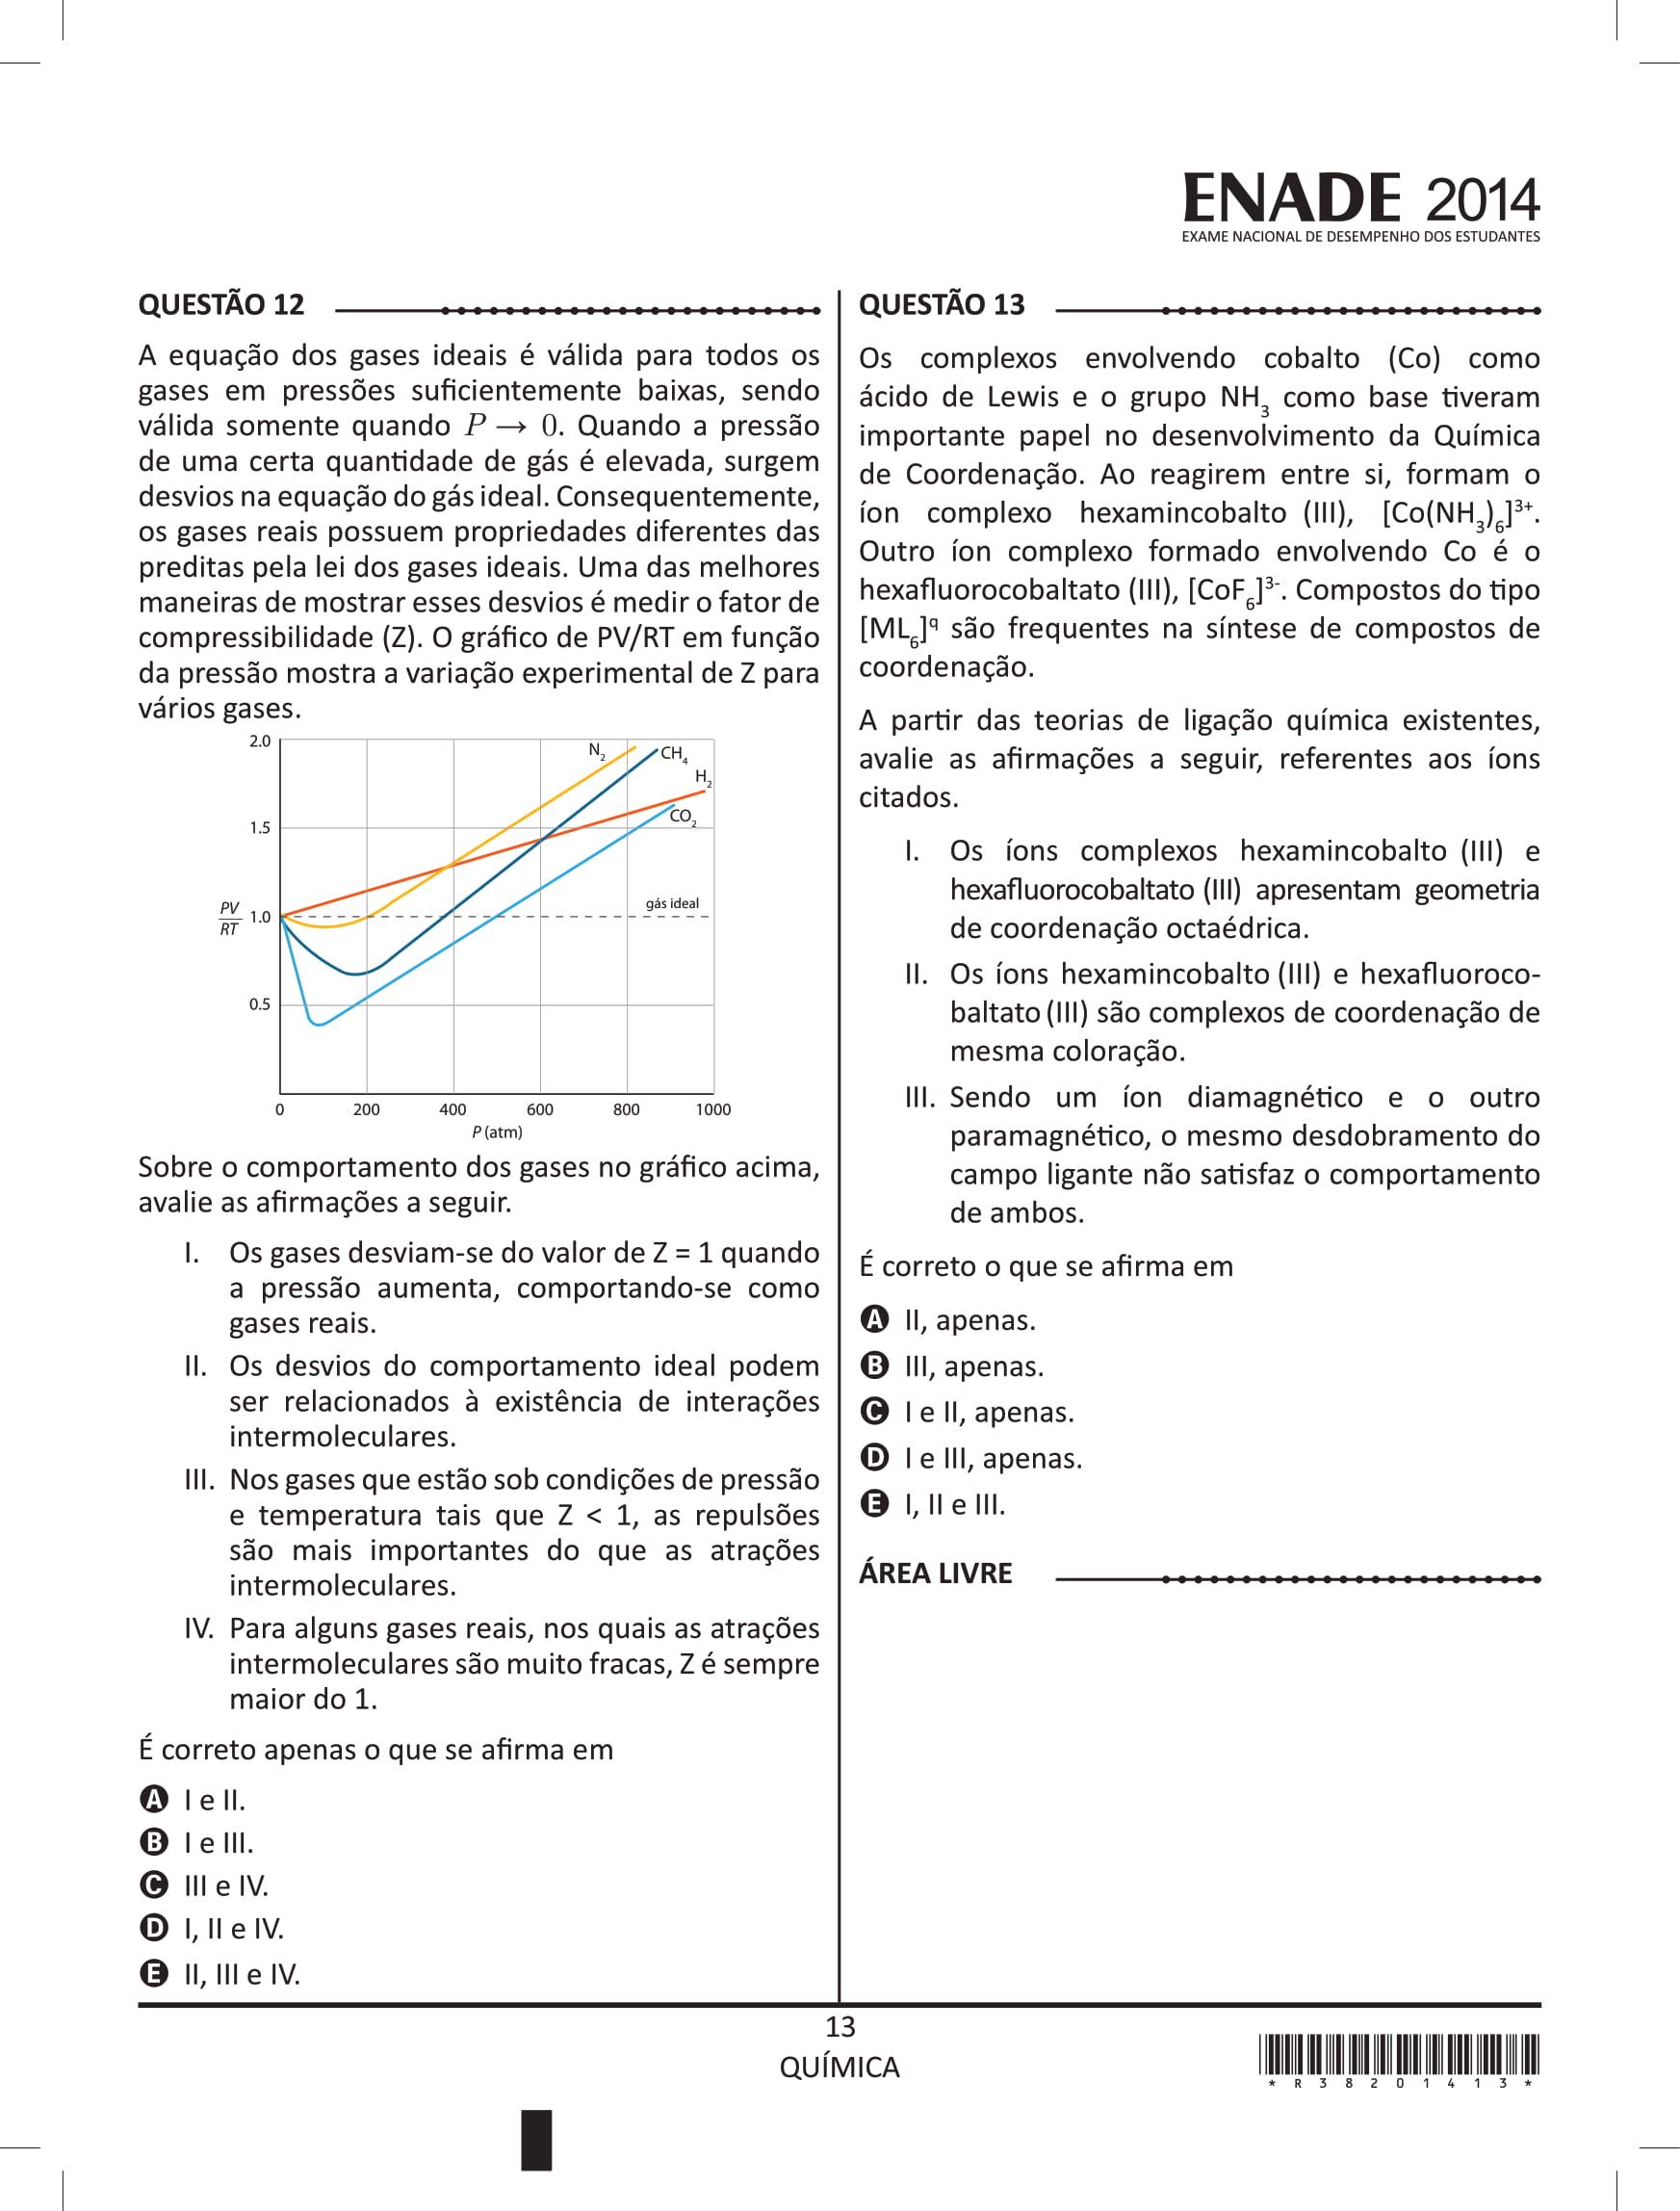 ENADE 2014
EXAME NACIONAL DE DESEMPENHO DOS ESTUDANTES
QUESTÃO 12
A equação dos gases ideais é válida para todos os
gases em pressões suficientemente baixas, sendo
válida somente quando P → 0. Quando a pressão
de uma certa quantidade de gás é elevada, surgem
desvios na equação do gás ideal. Consequentemente,
os gases reais possuem propriedades diferentes das
preditas pela lei dos gases ideais. Uma das melhores
maneiras de mostrar esses desvios é medir o fator de
compressibilidade (Z). O gráfico de PV/RT em função
da pressão mostra a variação experimental de Z para
vários gases.
2.0
N₂
CH₄
H₂
CO₂
1.5
gás ideal
PV
RT
1.0
0.5
0 200 400 600 800 1000
P (atm)
Sobre o comportamento dos gases no gráfico acima,
avalie as afirmações a seguir.
I. Os gases desviam-se do valor de Z = 1 quando
a pressão aumenta, comportando-se como
gases reais.
II. Os desvios do comportamento ideal podem
ser relacionados à existência de interações
intermoleculares.
III. Nos gases que estão sob condições de pressão
e temperatura tais que Z < 1, as repulsões
são mais importantes do que as atrações
intermoleculares.
IV. Para alguns gases reais, nos quais as atrações
intermoleculares são muito fracas, Z é sempre
maior do 1.
É correto apenas o que se afirma em
A I e II.
B I e III.
C III e IV.
D I, II e IV.
E II, III e IV.
QUESTÃO 13
Os complexos envolvendo cobalto (Co) como
ácido de Lewis e o grupo NH₃ como base tiveram
importante papel no desenvolvimento da Química
de Coordenação. Ao reagirem entre si, formam o
íon complexo hexamincobalto (III), [Co(NH₃)₆]³⁺.
Outro íon complexo formado envolvendo Co é o
hexafluorocobaltato (III), [CoF₆]³⁻. Compostos do tipo
[ML₆]q são frequentes na síntese de compostos de
coordenação.
A partir das teorias de ligação química existentes,
avalie as afirmações a seguir, referentes aos íons
citados.
I. Os íons complexos hexamincobalto (III) e
hexafluorocobaltato (III) apresentam geometria
de coordenação octaédrica.
II. Os íons hexamincobalto (III) e hexafluoroco-
baltato (III) são complexos de coordenação de
mesma coloração.
III. Sendo um íon diamagnético e o outro
paramagnético, o mesmo desdobramento do
campo ligante não satisfaz o comportamento
de ambos.
É correto o que se afirma em
A II, apenas.
B III, apenas.
C I e II, apenas.
D I e III, apenas.
E I, II e III.
ÁREA LIVRE
13
QUÍMICA
* R 3 8 2 0 1 4 1 3 *